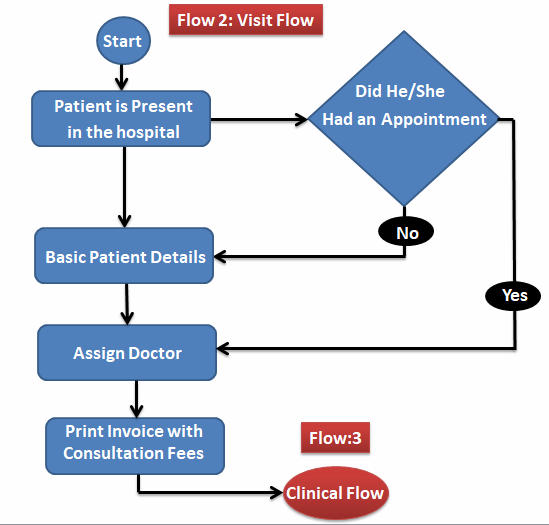 Flow 2: Visit Flow
Start
Patient is Present
in the hospital
Did He/She
Had an Appointment
No
Basic Patient Details
Yes
Assign Doctor
Print Invoice with
Consultation Fees
Flow:3
Clinical Flow